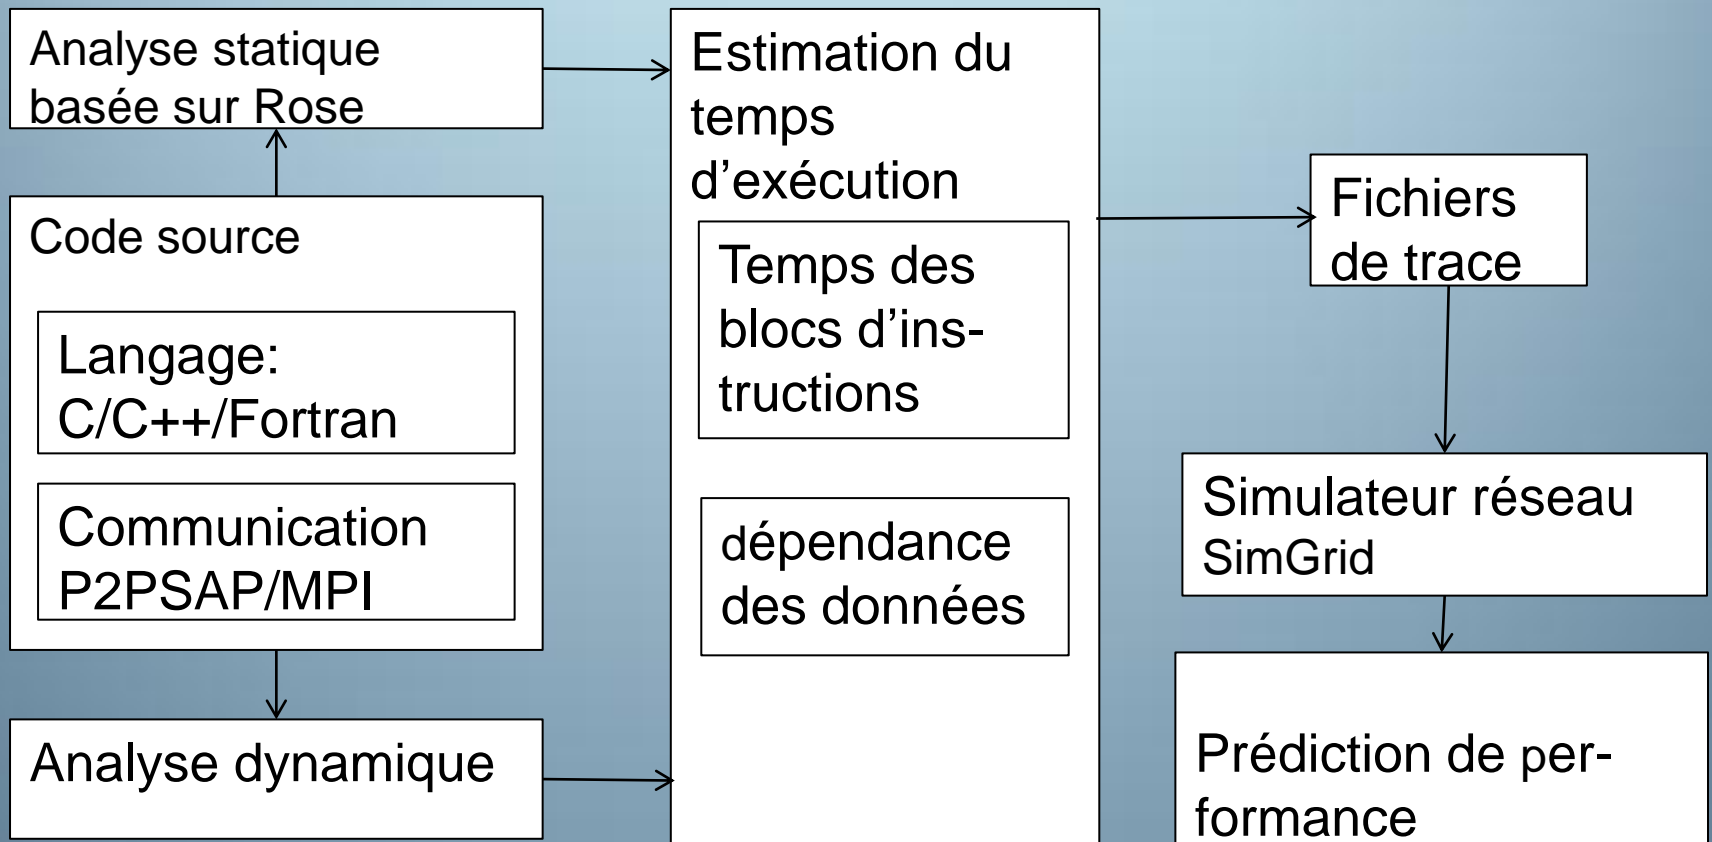 Analyse statique
basée sur Rose
Code source
Langage:
C/C++/Fortran
Communication
P2PSAP/MPI
Analyse dynamique
Estimation du
temps
d’exécution
Temps des
blocs d’ins-
tructions
dépendance
des données
Fichiers
de trace
Simulateur réseau
SimGrid
Prédiction de per-
formance